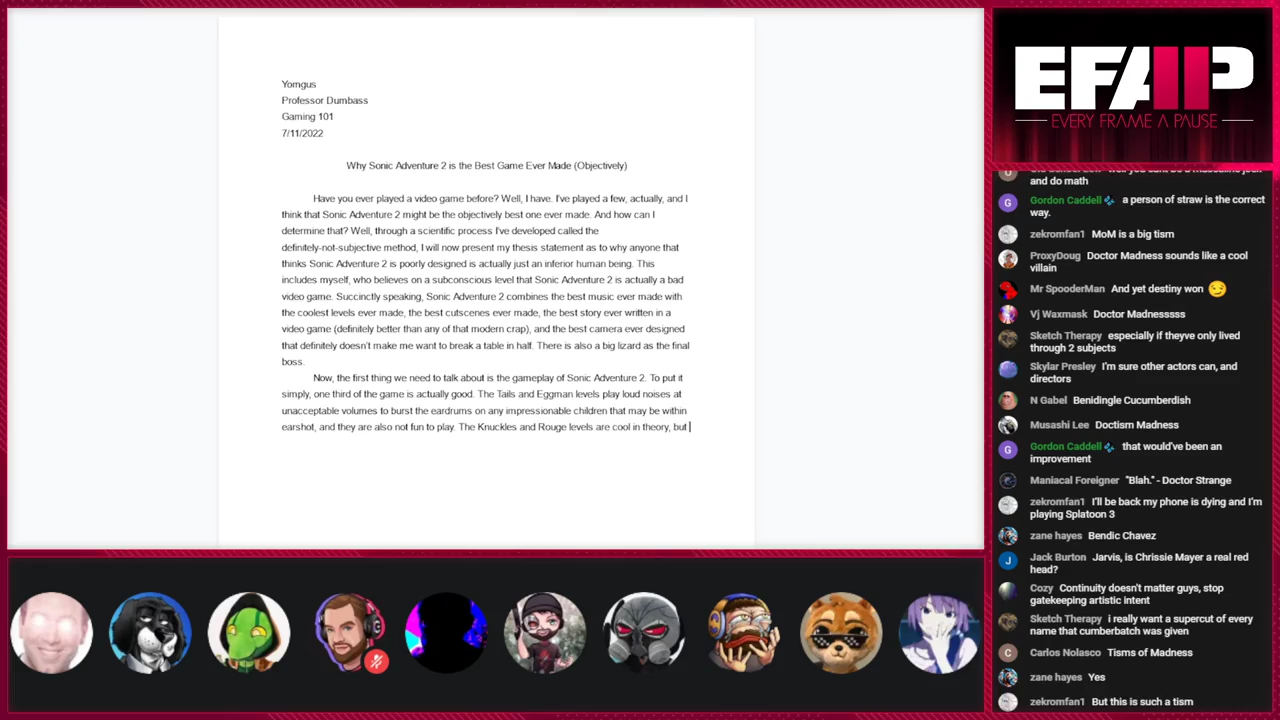 Yomgus
Professor Dumbass
Gaming 101
7/11/2022
Why Sonic Adventure 2 is the Best Game Ever Made (Objectively)
Have you ever played a video game before? Well, I have. I've played a few, actually, and I
think that Sonic Adventure 2 might be the objectively best one ever made. And how can I
determine that? Well, through a scientific process I've developed called the
definitely-not-subjective method, I will now present my thesis statement as to why anyone that
thinks Sonic Adventure 2 is poorly designed is actually just an inferior human being. This
includes myself, who believes on a subconscious level that Sonic Adventure 2 is actually a bad
video game. Succinctly speaking, Sonic Adventure 2 combines the best music ever made with
the coolest levels ever made, the best cutscenes ever made, the best story ever written in a
video game (definitely better than any of that modern crap), and the best camera ever designed
that definitely doesn't make me want to break a table in half. There is also a big lizard as the final
boss.
Now, the first thing we need to talk about is the gameplay of Sonic Adventure 2. To put it
simply, one third of the game is actually good. The Tails and Eggman levels play loud noises at
unacceptable volumes to burst the eardrums on any impressionable children that may be within
earshot, and they are also not fun to play. The Knuckles and Rouge levels are cool in theory, but
EFAP
EVERY FRAME A PAUSE
and do math
Gordon Caddell a person of straw is the correct
way.
zekromfan1 MoM is a big tism
ProxyDoug Doctor Madness sounds like a cool
villain
Mr SpooderMan And yet destiny won
Vj Waxmask Doctor Madnesssss
Sketch Therapy especially if theyve only lived
through 2 subjects
Skylar Presley I'm sure other actors can, and
directors
N Gabel Benidingle Cucumberdish
Musashi Lee Doctism Madness
Gordon Caddell that would've been an
improvement
Maniacal Foreigner "Blah." - Doctor Strange
zekromfan1 I'll be back my phone is dying and I'm
playing Splatoon 3
zane hayes Bendic Chavez
Jack Burton Jarvis, is Chrissie Mayer a real red
head?
Cozy Continuity doesn't matter guys, stop
gatekeeping artistic intent
Sketch Therapy i really want a supercut of every
name that cumberbatch was given
Carlos Nolasco Tisms of Madness
zane hayes Yes
zekromfan1 But this is such a tism